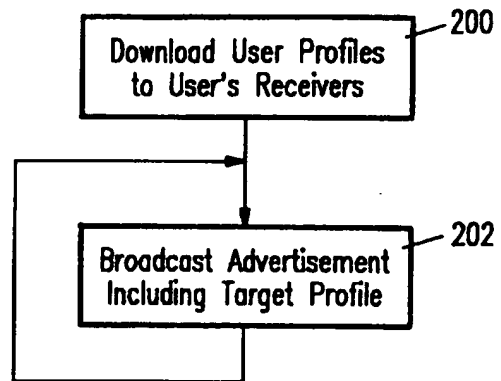 200
Download User Profiles
to User's Receivers
202
Broadcast Advertisement
Including Target Profile